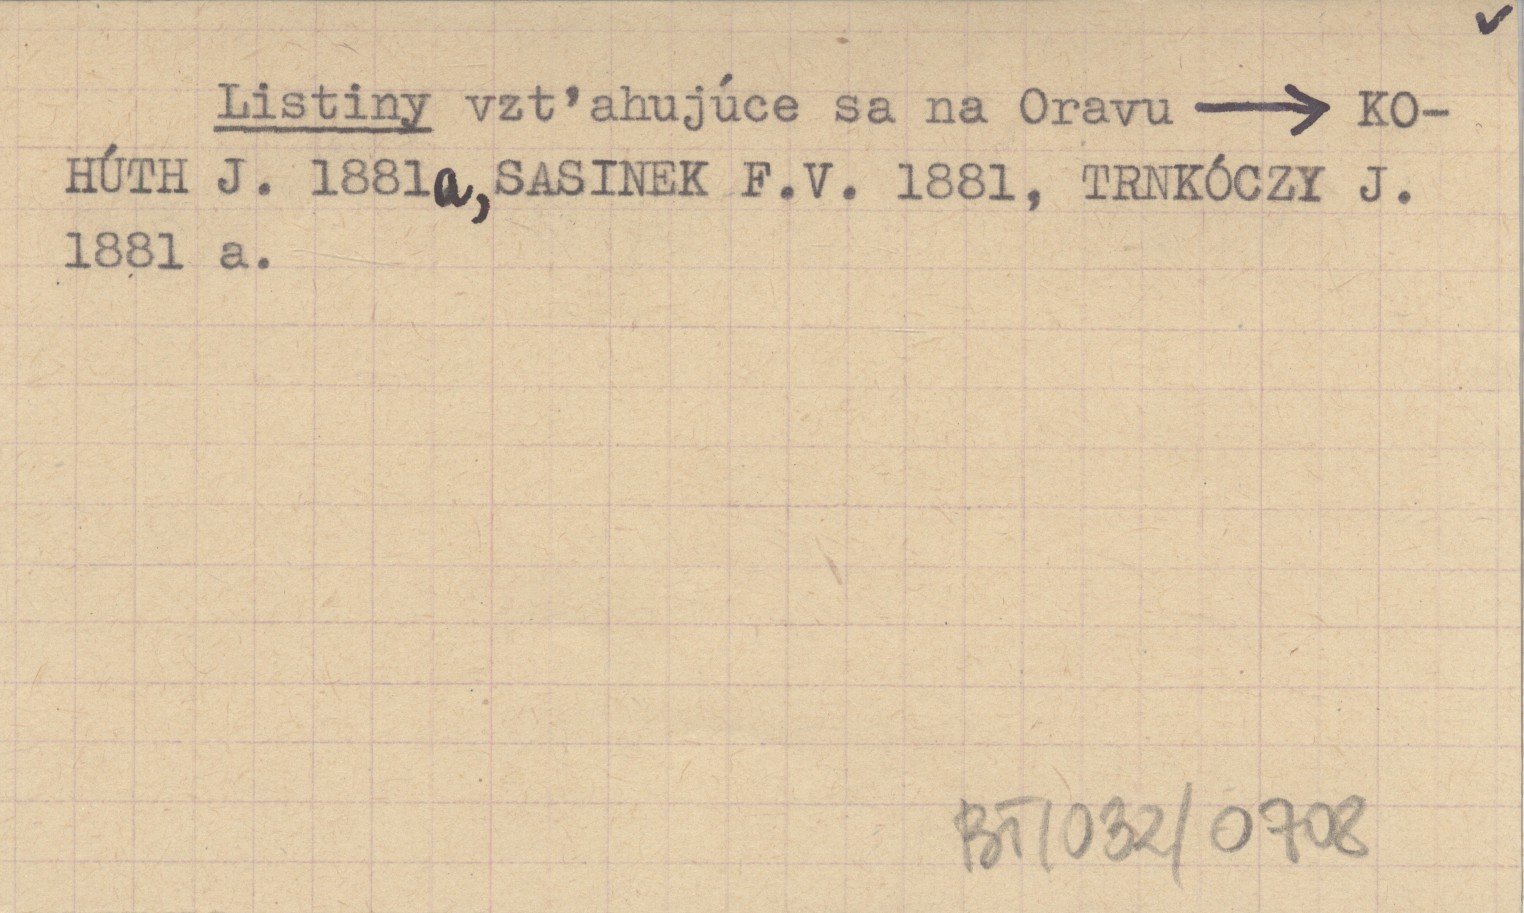 Listiny vzt'ahujúce sa na Oravu → KO-
HÚTH J. 1881a, SASINEK F.V. 1881, TRNKÓCZY J.
1881 a.
BT/032/0708